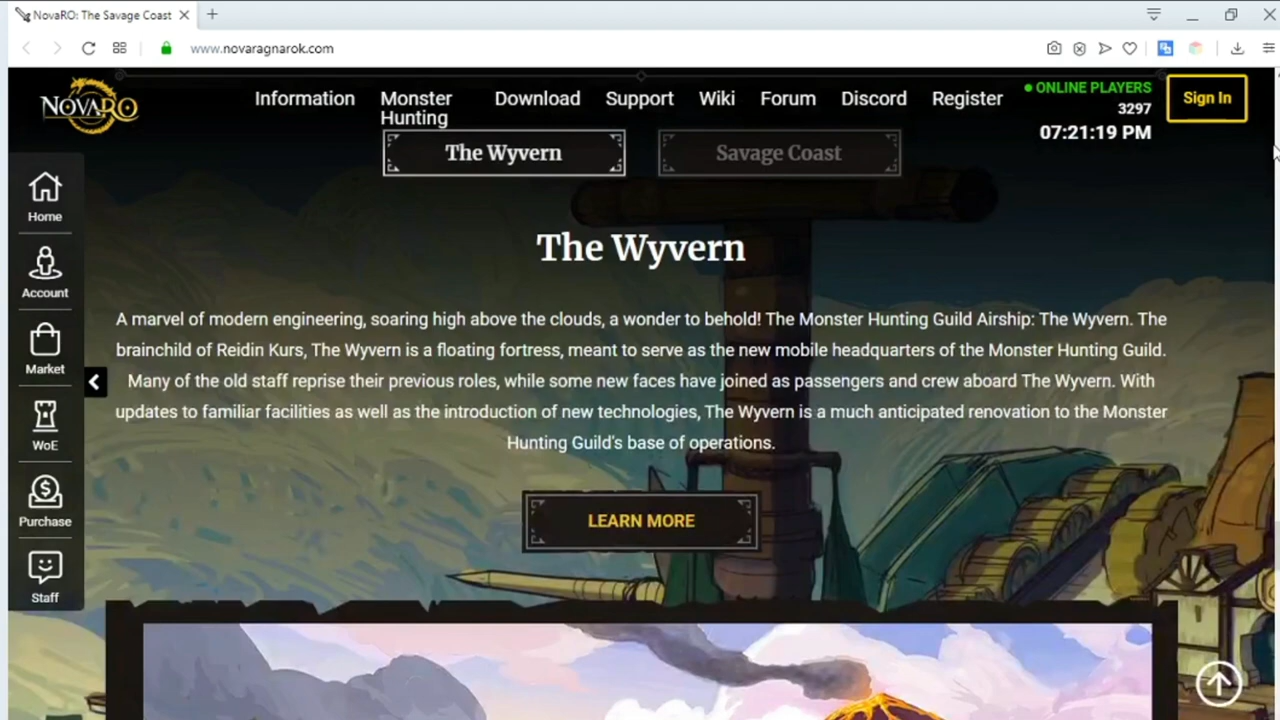 NovaRO: The Savage Coast
www.novaragnarok.com
NOVARO
Information
Monster
Hunting
Download
Support
Wiki
Forum
Discord
Register
ONLINE PLAYERS
3297
07:21:19 PM
Sign In
The Wyvern
Savage Coast
Home
Account
Market
WoE
Purchase
Staff
The Wyvern
A marvel of modern engineering, soaring high above the clouds, a wonder to behold! The Monster Hunting Guild Airship: The Wyvern. The
brainchild of Reidin Kurs, The Wyvern is a floating fortress, meant to serve as the new mobile headquarters of the Monster Hunting Guild.
Many of the old staff reprise their previous roles, while some new faces have joined as passengers and crew aboard The Wyvern. With
updates to familiar facilities as well as the introduction of new technologies, The Wyvern is a much anticipated renovation to the Monster
Hunting Guild's base of operations.
LEARN MORE